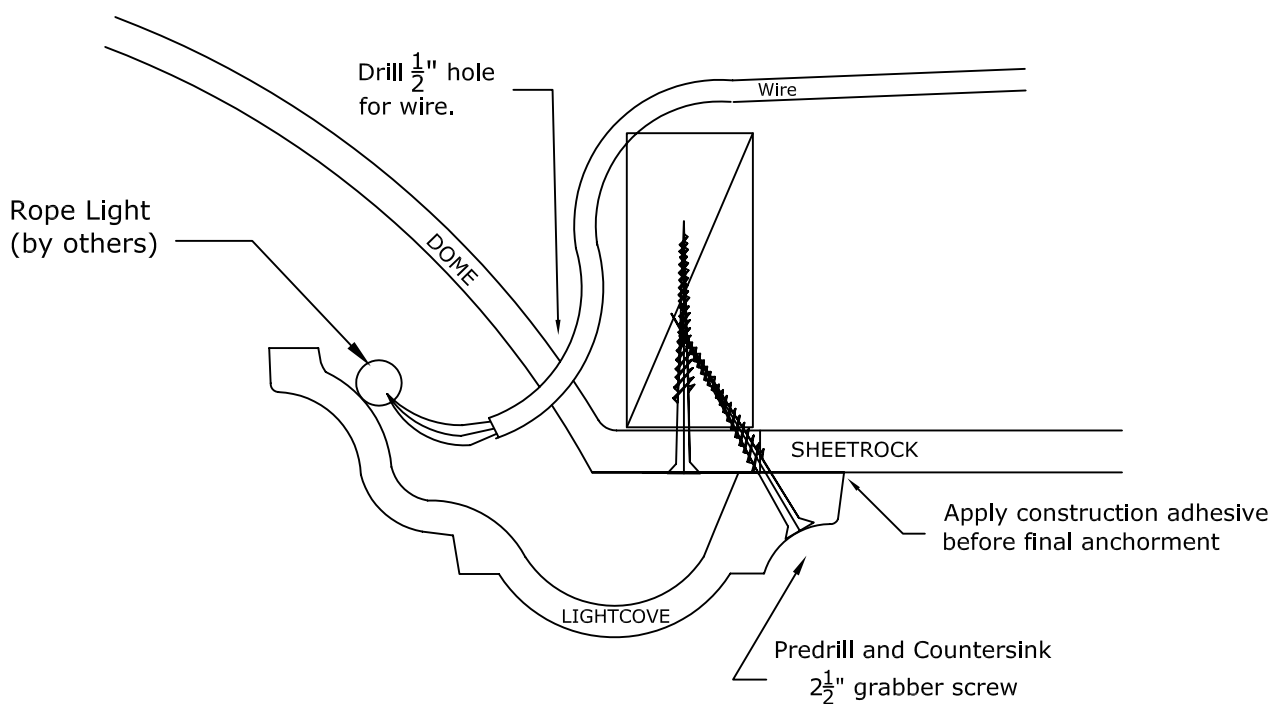 Drill 1/2" hole
for wire.
Wire
Rope Light
(by others)
DOME
SHEETROCK
Apply construction adhesive
before final anchorment
LIGHTCOVE
Predrill and Countersink
2 1/2" grabber screw